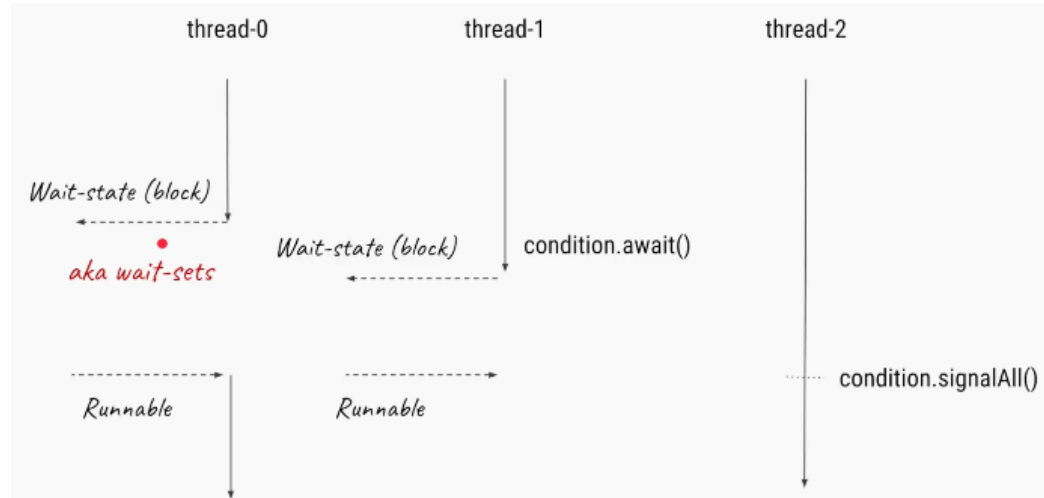 thread-0
thread-1
thread-2
Wait-state (block)
aka wait-sets
Wait-state (block)
condition.await()
Runnable
Runnable
condition.signalAll()